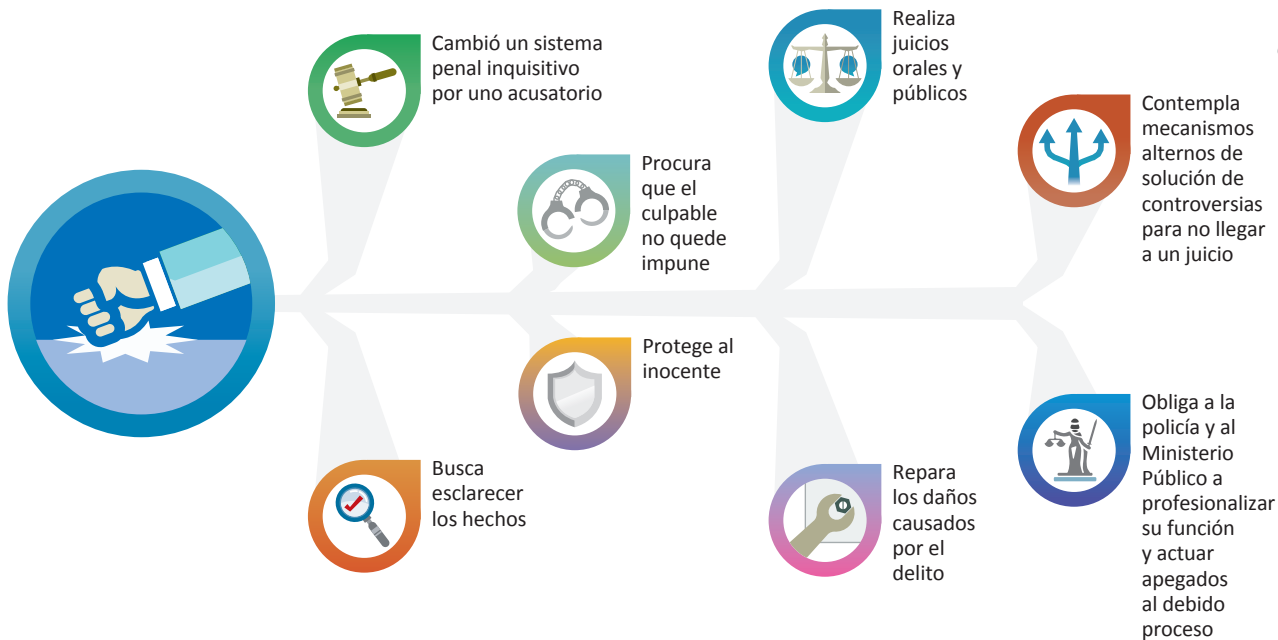 Cambió un sistema
penal inquisitivo
por uno acusatorio
Procura
que el
culpable
no quede
impune
Realiza
juicios
orales y
públicos
Contempla
mecanismos
alternos de
solución de
controversias
para no llegar
a un juicio
Busca
esclarecer
los hechos
Protege al
inocente
Repara
los daños
causados
por el
delito
Obliga a la
policía y al
Ministerio
Público a
profesionalizar
su función
y actuar
apegados
al debido
proceso